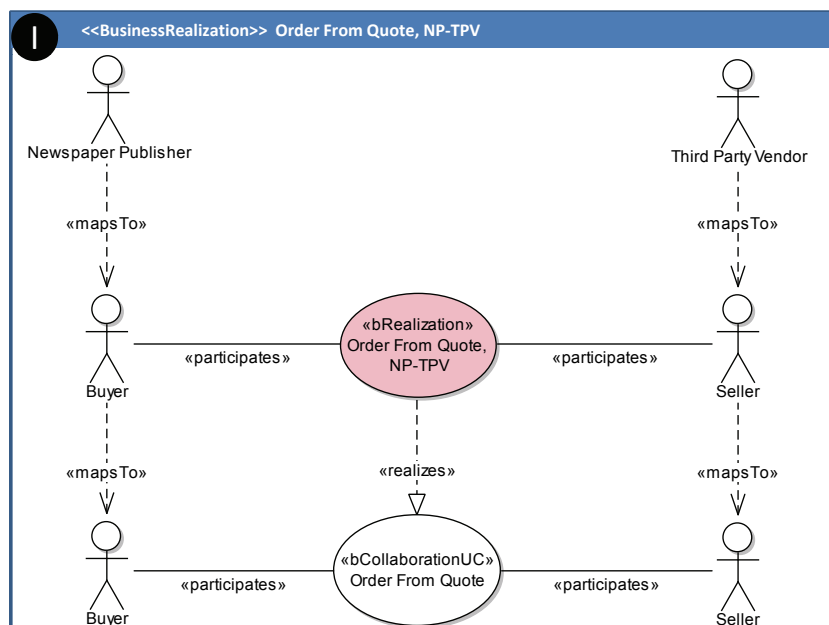 I
<<BusinessRealization>> Order From Quote, NP-TPV
Newspaper Publisher
Third Party Vendor
«mapsTo»
«mapsTo»
«bRealization»
Order From Quote,
NP-TPV
«participates»
«participates»
Buyer
Seller
«mapsTo»
«realizes»
«mapsTo»
«bCollaborationUC»
Order From Quote
«participates»
«participates»
Buyer
Seller